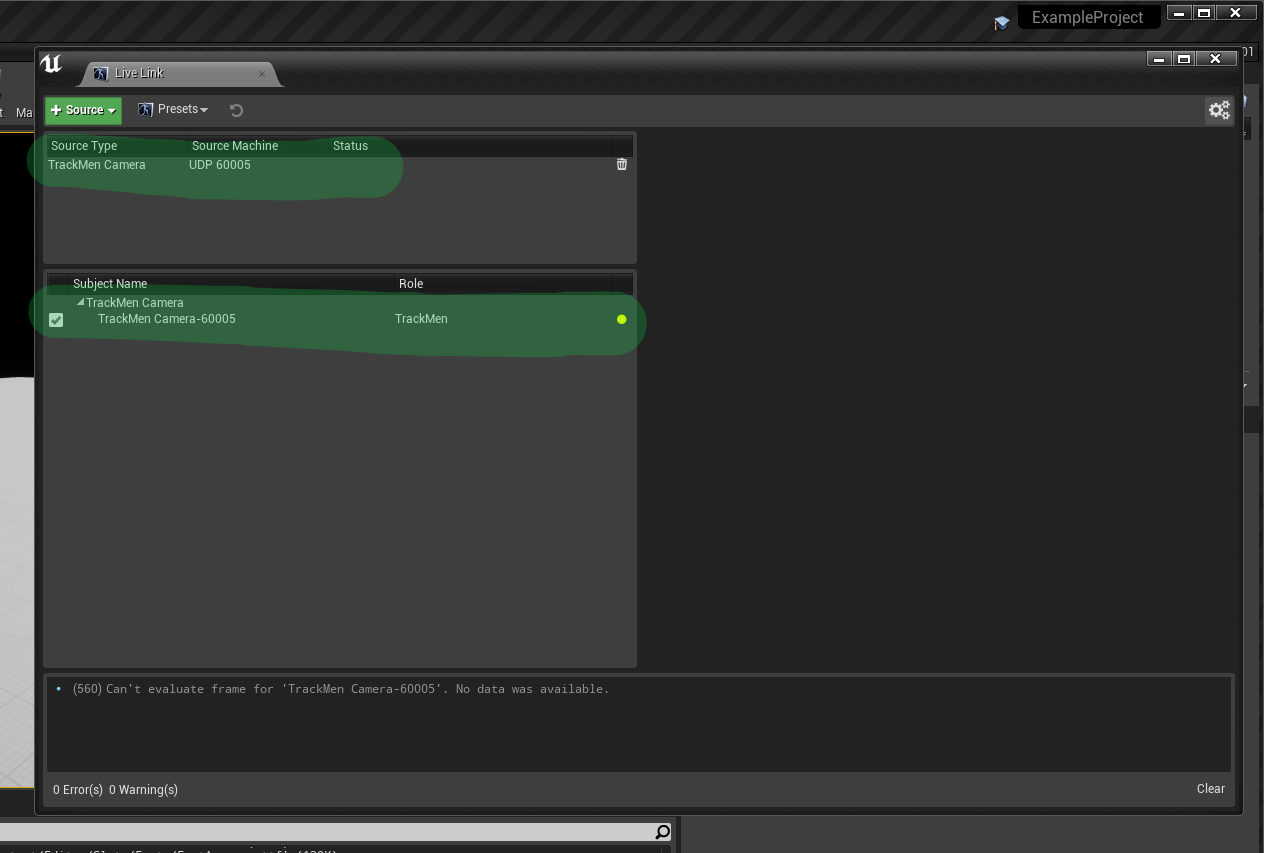 ExampleProject
01
Live Link
Source Presets
t Ma
Source Type Source Machine Status
TrackMen Camera UDP 60005
Subject Name Role
TrackMen Camera
TrackMen Camera-60005 TrackMen
(560) Can't evaluate frame for 'TrackMen Camera-60005'. No data was available.
0 Error(s) 0 Warning(s)
Clear